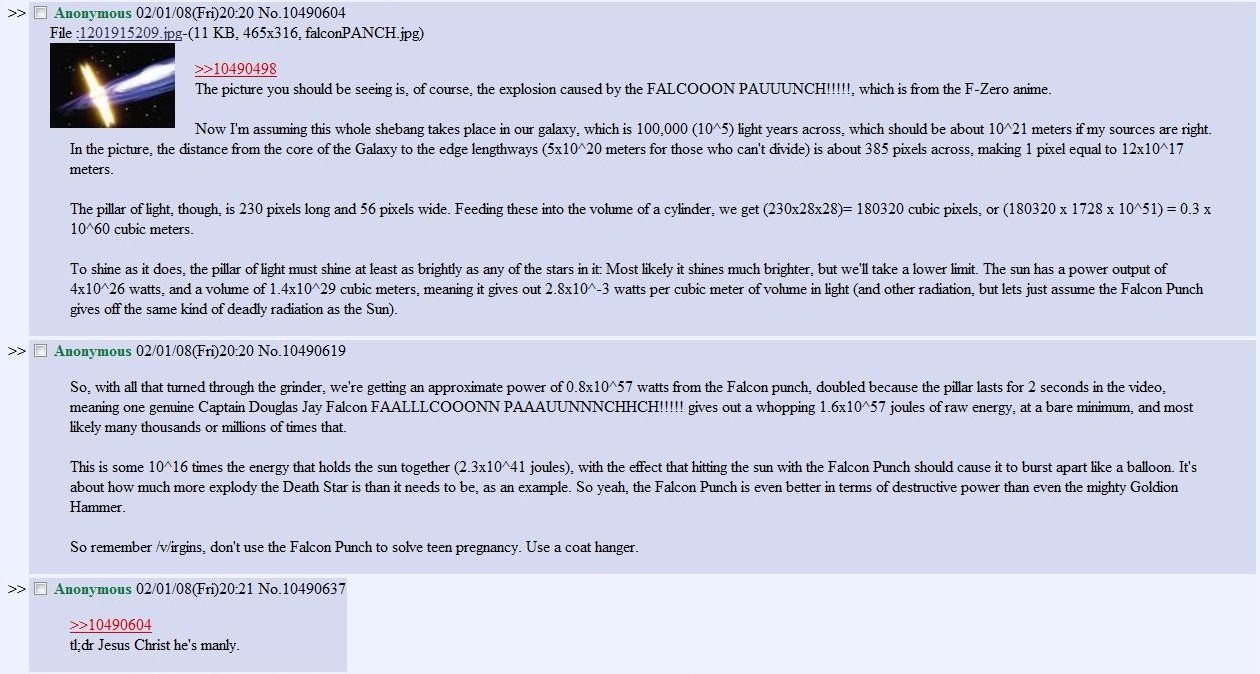 >> Anonymous 02/01/08(Fri)20:20 No.10490604
File :1201915209.jpg-(11 KB, 465x316, falconPANCH.jpg)
>>10490498
The picture you should be seeing is, of course, the explosion caused by the FALCOOON PAUUUNCH!!!!!, which is from the F-Zero anime.
Now I'm assuming this whole shebang takes place in our galaxy, which is 100,000 (10^5) light years across, which should be about 10^21 meters if my sources are right.
In the picture, the distance from the core of the Galaxy to the edge lengthways (5x10^20 meters for those who can't divide) is about 385 pixels across, making 1 pixel equal to 12x10^17
meters.
The pillar of light, though, is 230 pixels long and 56 pixels wide. Feeding these into the volume of a cylinder, we get (230x28x28)= 180320 cubic pixels, or (180320 x 1728 x 10^51) = 0.3 x
10^60 cubic meters.
To shine as it does, the pillar of light must shine at least as brightly as any of the stars in it: Most likely it shines much brighter, but we'll take a lower limit. The sun has a power output of
4x10^26 watts, and a volume of 1.4x10^29 cubic meters, meaning it gives out 2.8x10^-3 watts per cubic meter of volume in light (and other radiation, but lets just assume the Falcon Punch
gives off the same kind of deadly radiation as the Sun).
>> Anonymous 02/01/08(Fri)20:20 No.10490619
So, with all that turned through the grinder, we're getting an approximate power of 0.8x10^57 watts from the Falcon punch, doubled because the pillar lasts for 2 seconds in the video,
meaning one genuine Captain Douglas Jay Falcon FAALLLCOOONN PAAAUUNNNCHHCH!!!!! gives out a whopping 1.6x10^57 joules of raw energy, at a bare minimum, and most
likely many thousands or millions of times that.
This is some 10^16 times the energy that holds the sun together (2.3x10^41 joules), with the effect that hitting the sun with the Falcon Punch should cause it to burst apart like a balloon. It's
about how much more explody the Death Star is than it needs to be, as an example. So yeah, the Falcon Punch is even better in terms of destructive power than even the mighty Goldion
Hammer.
So remember /v/irgins, don't use the Falcon Punch to solve teen pregnancy. Use a coat hanger.
>> Anonymous 02/01/08(Fri)20:21 No.10490637
>>10490604
tl;dr Jesus Christ he's manly.